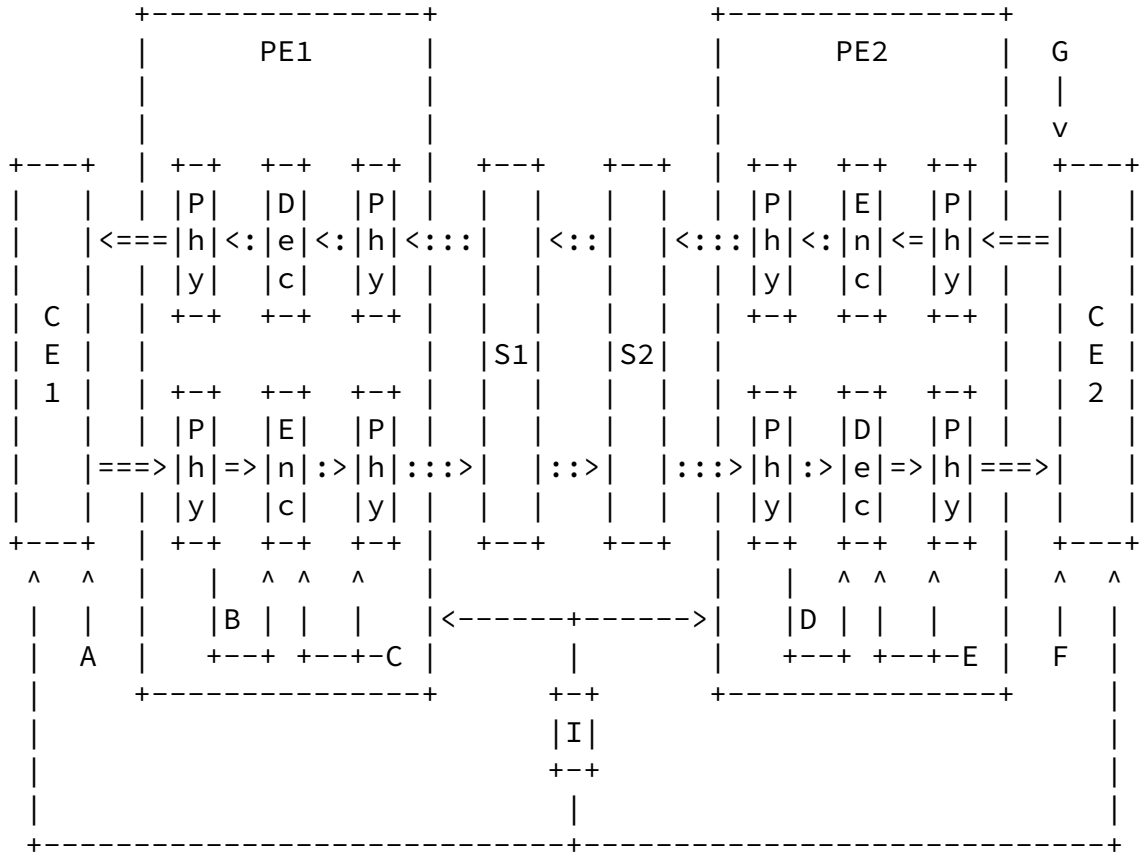 +---------------+               +---------------+
       |      PE1      |               |      PE2      |  G
       |               |               |               |  |
       |               |               |               |  v
+---+  | +-+  +-+  +-+ |  +--+   +--+  | +-+  +-+  +-+ |  +---+
|   |  | |P|  |D|  |P| |  |  |   |  |  | |P|  |E|  |P| |  |   |
|   |<===|h|<:|e|<:|h|<:::|  |<::|  |<:::|h|<:|n|<=|h|<===|   |
|   |  | |y|  |c|  |y| |  |  |   |  |  | |y|  |c|  |y| |  |   |
| C |  | +-+  +-+  +-+ |  |  |   |  |  | +-+  +-+  +-+ |  | C |
| E |  |               |  |S1|   |S2|  |               |  | E |
| 1 |  | +-+  +-+  +-+ |  |  |   |  |  | +-+  +-+  +-+ |  | 2 |
|   |  | |P|  |E|  |P| |  |  |   |  |  | |P|  |D|  |P| |  |   |
|   |===>|h|=>|n|:>|h|:::>|  |::>|  |:::>|h|:>|e|=>|h|===>|   |
|   |  | |y|  |c|  |y| |  |  |   |  |  | |y|  |c|  |y| |  |   |
+---+  | +-+  +-+  +-+ |  +--+   +--+  | +-+  +-+  +-+ |  +---+
 ^  ^  |   |  ^ ^  ^   |               |   |  ^ ^  ^   |  ^  ^
 |  |  |   |B | |  |   |<------+------>|   |D | |  |   |  |  |
 |  A  |   +--+ +--+-C |       |       |   +--+ +--+-E |  F  |
 |     +---------------+      +-+      +---------------+     |
 |                            |I|                            |
 |                            +-+                            |
 |                             |                             |
 +-----------------------------+-----------------------------+